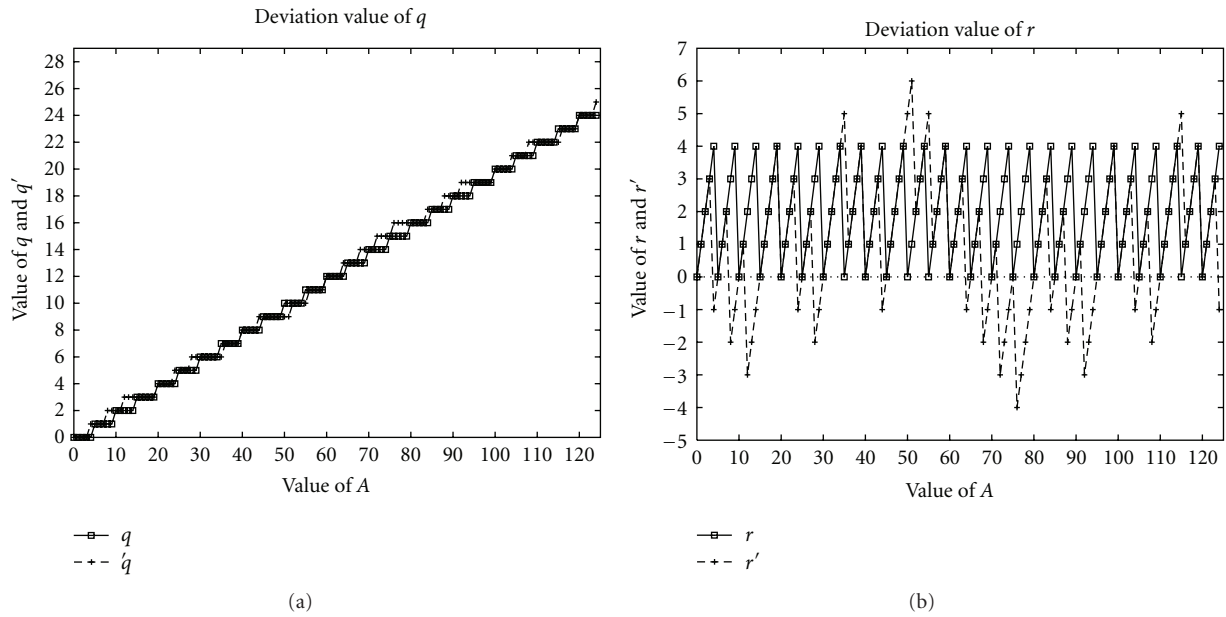 Deviation value of q
Value of q and q′
28
26
24
22
20
18
16
14
12
10
8
6
4
2
0
0 10 20 30 40 50 60 70 80 90 100 110 120
Value of A
q
′q
(a)
Deviation value of r
Value of r and r′
7
6
5
4
3
2
1
0
−1
−2
−3
−4
−5
0 10 20 30 40 50 60 70 80 90 100 110 120
Value of A
r
r′
(b)